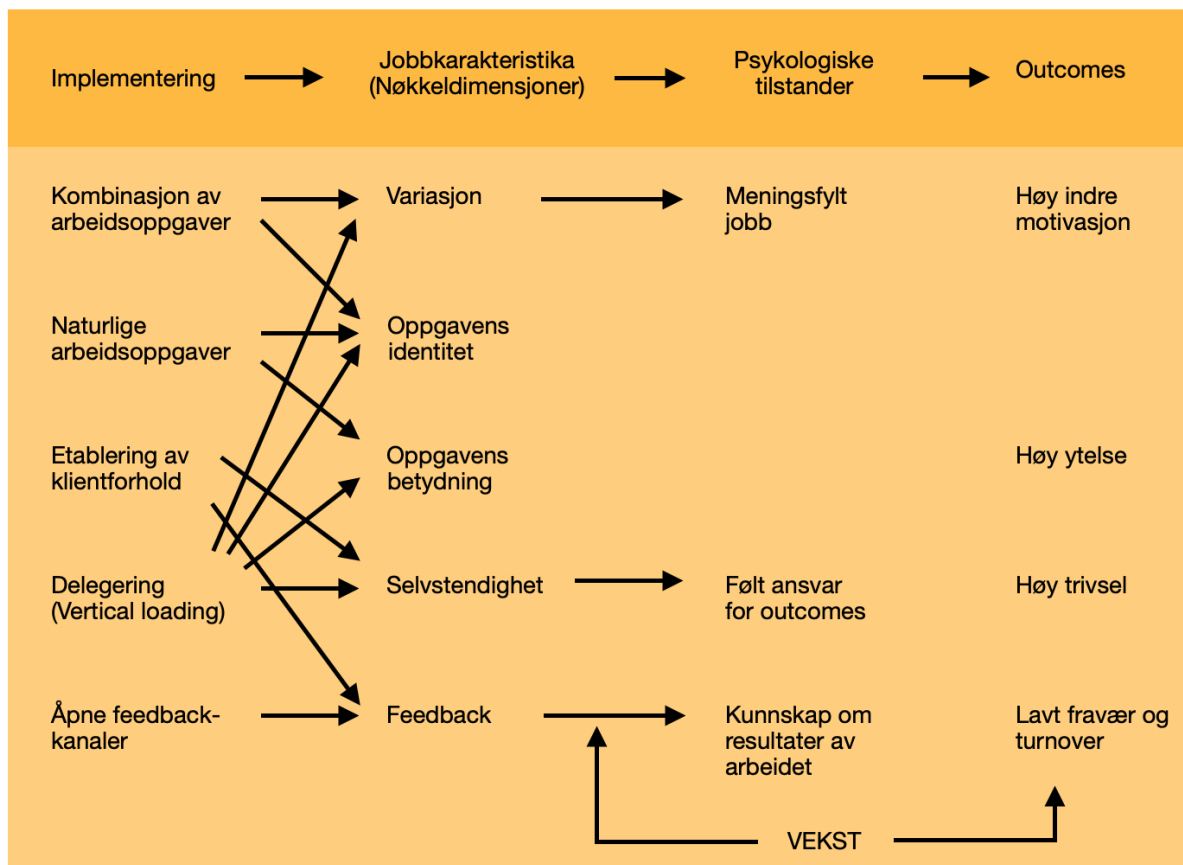 Implementering
Jobbkarakteristika
(Nøkkeldimensjoner)
Psykologiske
tilstander
Outcomes
Kombinasjon av
arbeidsoppgaver
Variasjon
Meningsfylt
jobb
Høy indre
motivasjon
Naturlige
arbeidsoppgaver
Oppgavens
identitet
Etablering av
klientforhold
Oppgavens
betydning
Høy ytelse
Delegering
(Vertical loading)
Selvstendighet
Følt ansvar
for outcomes
Høy trivsel
Åpne feedback-
kanaler
Feedback
Kunnskap om
resultater av
arbeidet
Lavt fravær og
turnover
VEKST